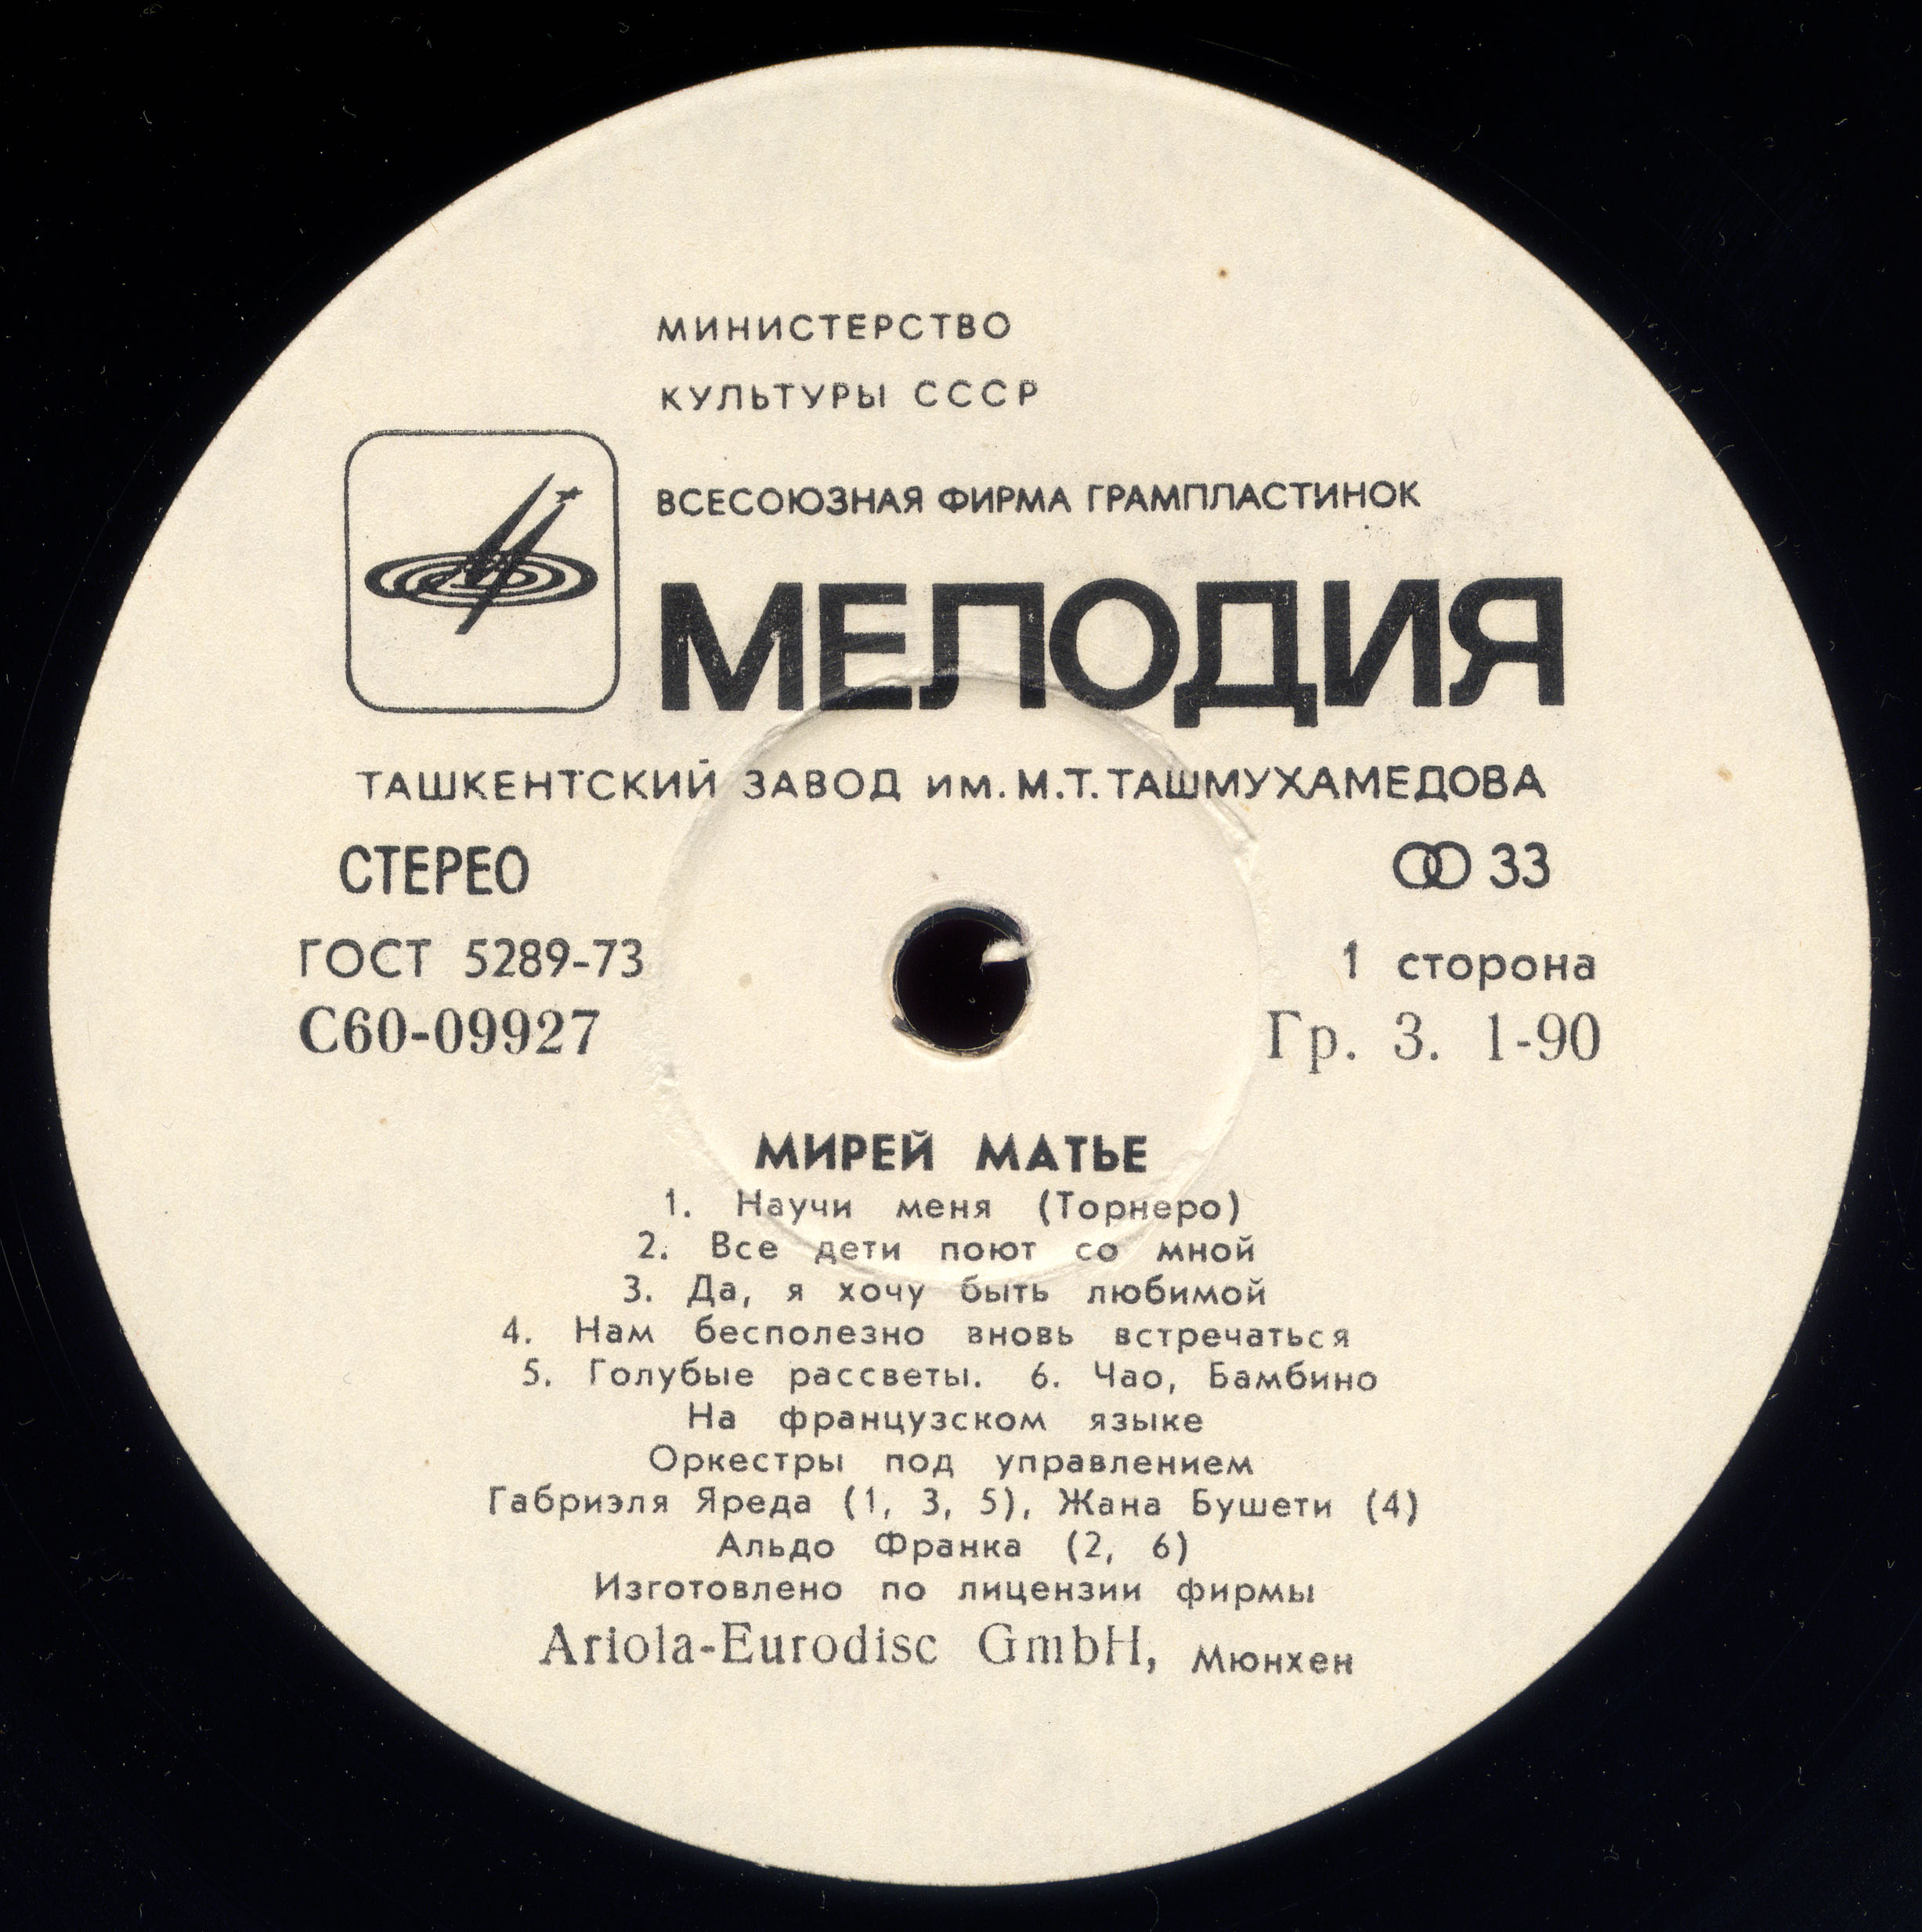 МИНИСТЕРСТВО
КУЛЬТУРЫ СССР
ВСЕСОЮЗНАЯ ФИРМА ГРАМПЛАСТИНОК
МЕЛОДИЯ
ТАШКЕНТСКИЙ ЗАВОД им. М.Т. ТАШМУХАМЕДОВА
СТЕРЕО
33
ГОСТ 5289-73
1 сторона
С60-09927
Гр. 3. 1-90
МИРЕЙ МАТЬЕ
1. Научи меня (Торнеро)
2. Все дети поют со мной
3. Да, я хочу быть любимой
4. Нам бесполезно вновь встречаться
5. Голубые рассветы. 6. Чао, Бамбино
На французском языке
Оркестры под управлением
Габриэля Яреда (1, 3, 5), Жана Бушети (4)
Альдо Франка (2, 6)
Изготовлено по лицензии фирмы
Ariola-Eurodisc GmbH, Мюнхен